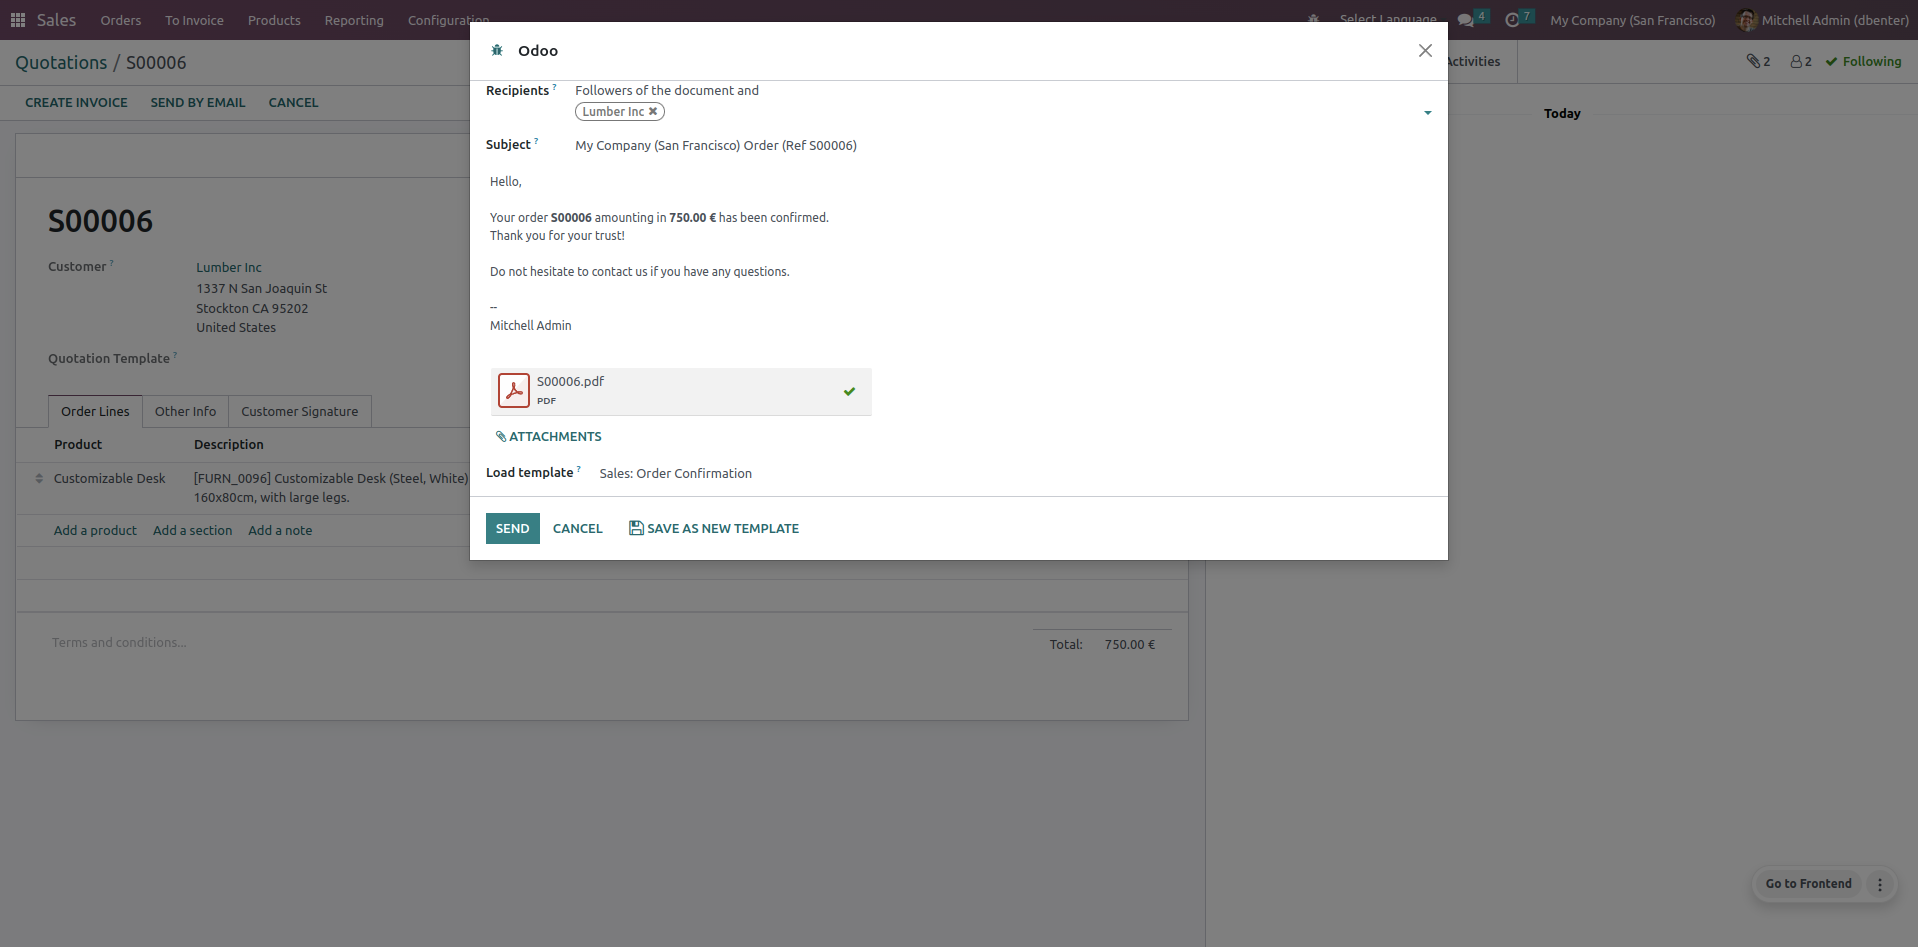 Sales Orders To Invoice Products Reporting Configuration Select Language 4 7 My Company (San Francisco) Mitchell Admin (dbenter)
Quotations / S00006
Activities 2 2 Following
CREATE INVOICE SEND BY EMAIL CANCEL
Today
S00006
Customer ?
Lumber Inc
1337 N San Joaquin St
Stockton CA 95202
United States
Quotation Template ?
Order Lines Other Info Customer Signature
Product Description
Customizable Desk [FURN_0096] Customizable Desk (Steel, White)
160x80cm, with large legs.
Add a product Add a section Add a note
Terms and conditions...
Total: 750.00 €
Odoo
Recipients ? Followers of the document and
Lumber Inc
Subject ? My Company (San Francisco) Order (Ref S00006)
Hello,
Your order S00006 amounting in 750.00 € has been confirmed.
Thank you for your trust!
Do not hesitate to contact us if you have any questions.
--
Mitchell Admin
S00006.pdf
PDF
ATTACHMENTS
Load template ? Sales: Order Confirmation
SEND CANCEL SAVE AS NEW TEMPLATE
Go to Frontend